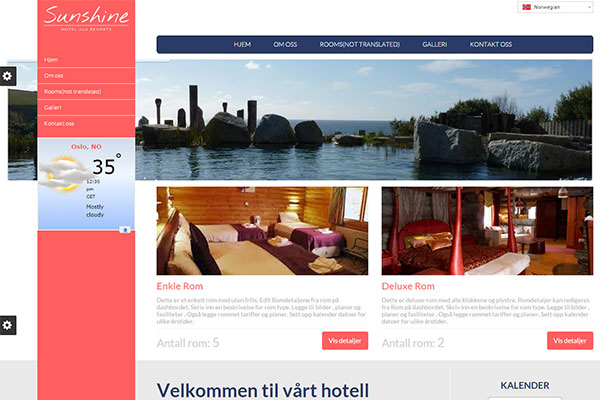 Sunshine
HOTEL AND RESORTS
Norwegian
HJEM OM OSS ROOMS(NOT TRANSLATED) GALLERI KONTAKT OSS
Hjem
Om oss
Rooms(not translated)
Galleri
Kontakt oss
Oslo, NO
35°
12:00
pm
CET
Mostly
cloudy
Enkle Rom
Dette er et enkelt rom med uten frills. Edit Romdetaljene fra rom på
dashbordet. Skriv inn en beskrivelse for rom type. Legge til bilder , planer og
fasiliteter . Også legge rommet tariffer og planer. Sett opp kalender datoer for
ulike årstider.
Antall rom: 5
Vis detaljer
Deluxe Rom
Dette er deluxe rom med alle klokkene og plystre. Romdetaljer kan redigeres
fra Rom på dashbordet. Skriv inn en beskrivelse for rom type. Legge til bilder ,
planer og fasiliteter . Også legge rommet tariffer og planer. Sett opp kalender
datoer for ulike årstider.
Antall rom: 2
Vis detaljer
Velkommen til vårt hotell
KALENDER